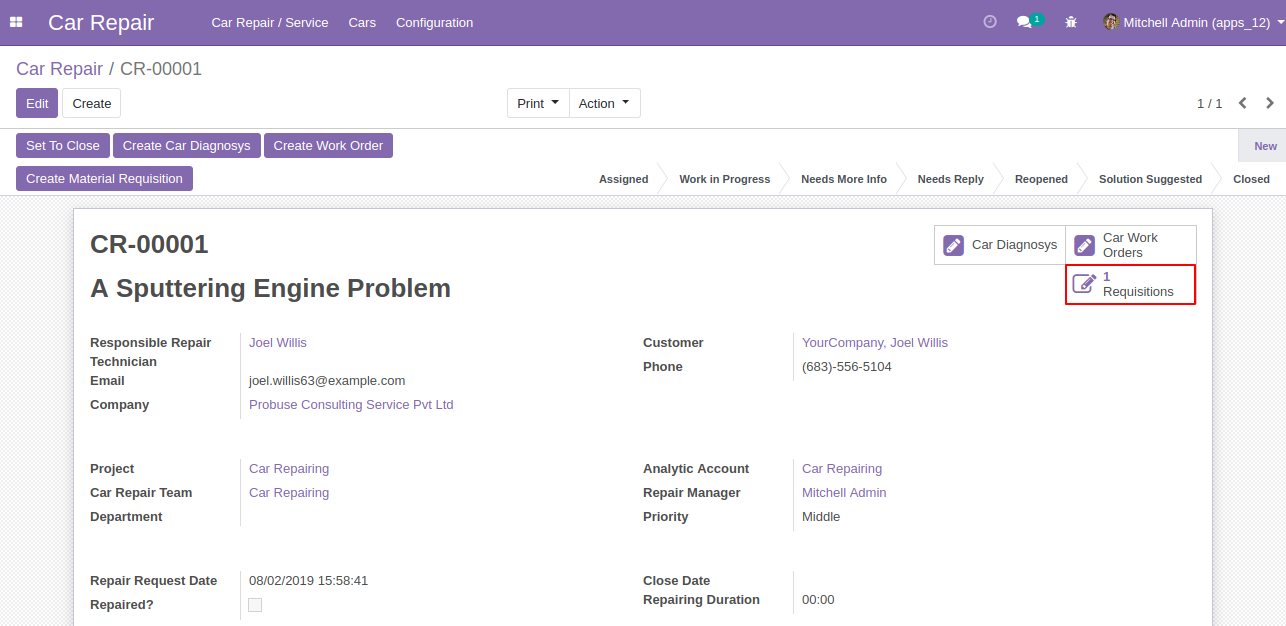 Car Repair
Car Repair / Service Cars Configuration
1
Mitchell Admin (apps_12)
Car Repair / CR-00001
Edit Create
Print Action
1 / 1
Set To Close Create Car Diagnosys Create Work Order
New
Create Material Requisition
Assigned Work in Progress Needs More Info Needs Reply Reopened Solution Suggested Closed
CR-00001
Car Diagnosys
Car Work
Orders
1
Requisitions
A Sputtering Engine Problem
Responsible Repair Joel Willis
Technician
Email joel.willis63@example.com
Company Probuse Consulting Service Pvt Ltd
Customer YourCompany, Joel Willis
Phone (683)-556-5104
Project Car Repairing
Car Repair Team Car Repairing
Department
Analytic Account Car Repairing
Repair Manager Mitchell Admin
Priority Middle
Repair Request Date 08/02/2019 15:58:41
Repaired?
Close Date
Repairing Duration 00:00